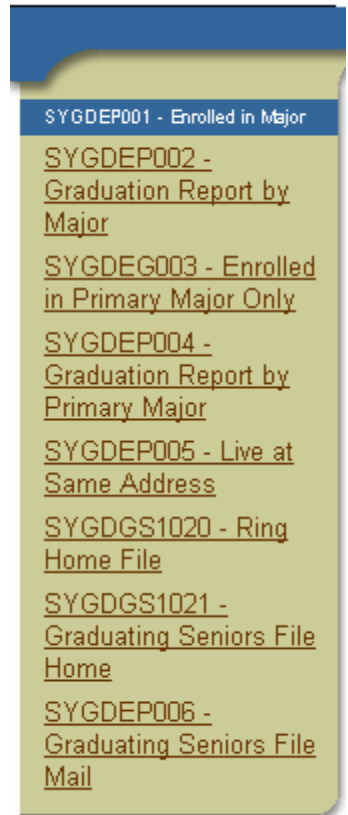 SYGDEP001 - Enrolled in Major
SYGDEP002 -
Graduation Report by
Major
SYGDEG003 - Enrolled
in Primary Major Only
SYGDEP004 -
Graduation Report by
Primary Major
SYGDEP005 - Live at
Same Address
SYGDGS1020 - Ring
Home File
SYGDGS1021 -
Graduating Seniors File
Home
SYGDEP006 -
Graduating Seniors File
Mail